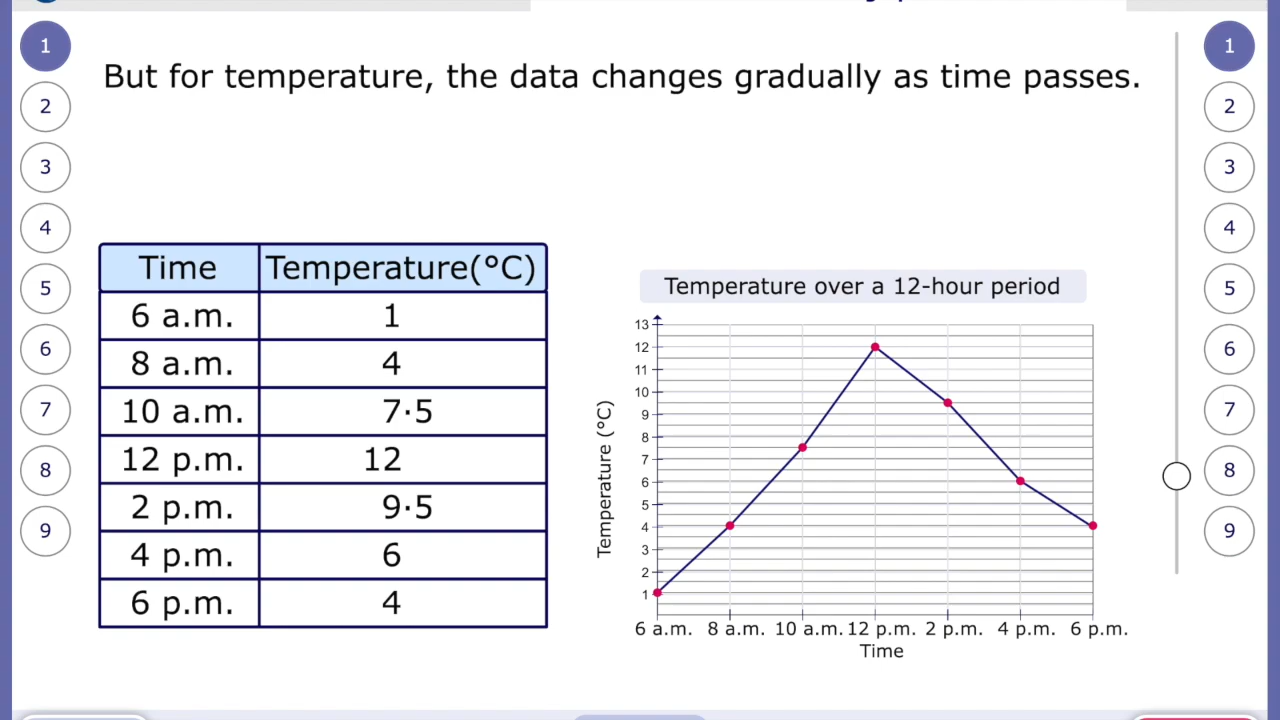 But for temperature, the data changes gradually as time passes.
1
2
3
4
5
6
7
8
9
Time Temperature(°C)
6 a.m. 1
8 a.m. 4
10 a.m. 7·5
12 p.m. 12
2 p.m. 9·5
4 p.m. 6
6 p.m. 4
Temperature over a 12-hour period
Temperature (°C)
13
12
11
10
9
8
7
6
5
4
3
2
1
6 a.m. 8 a.m. 10 a.m. 12 p.m. 2 p.m. 4 p.m. 6 p.m.
Time
1
2
3
4
5
6
7
8
9